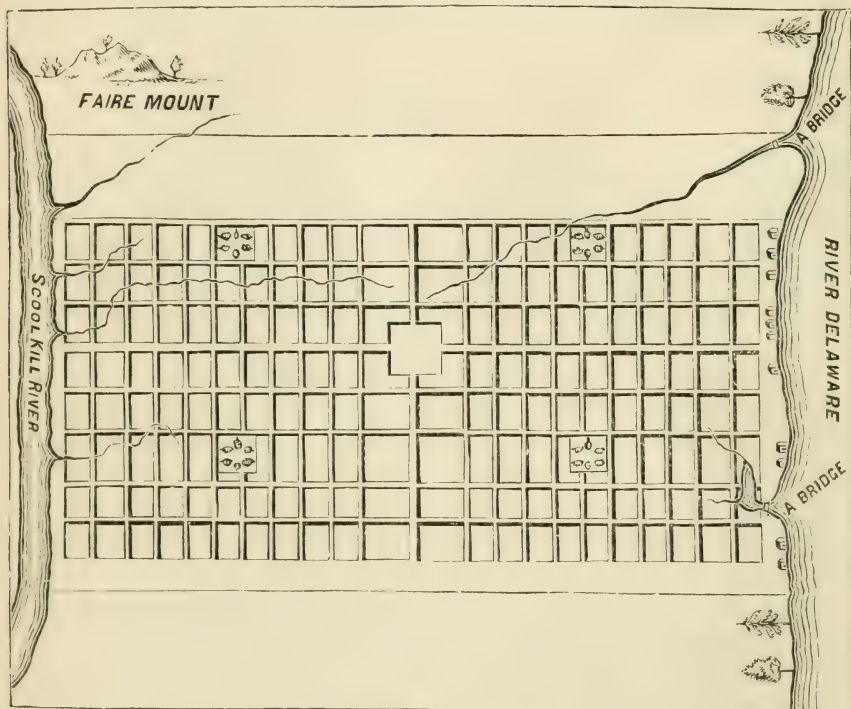 FAIRE MOUNT
A BRIDGE
SCOOL KILL RIVER
RIVER DELAWARE
A BRIDGE